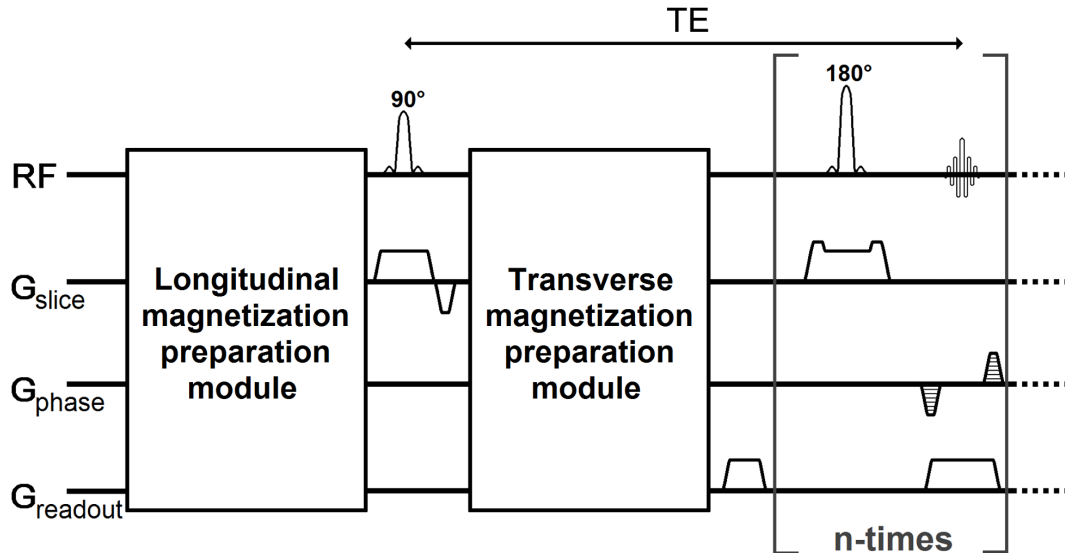 TE
180°
90°
RF
Longitudinal
magnetization
preparation
module
Transverse
magnetization
preparation
module
Gslice
Gphase
Greadout
n-times